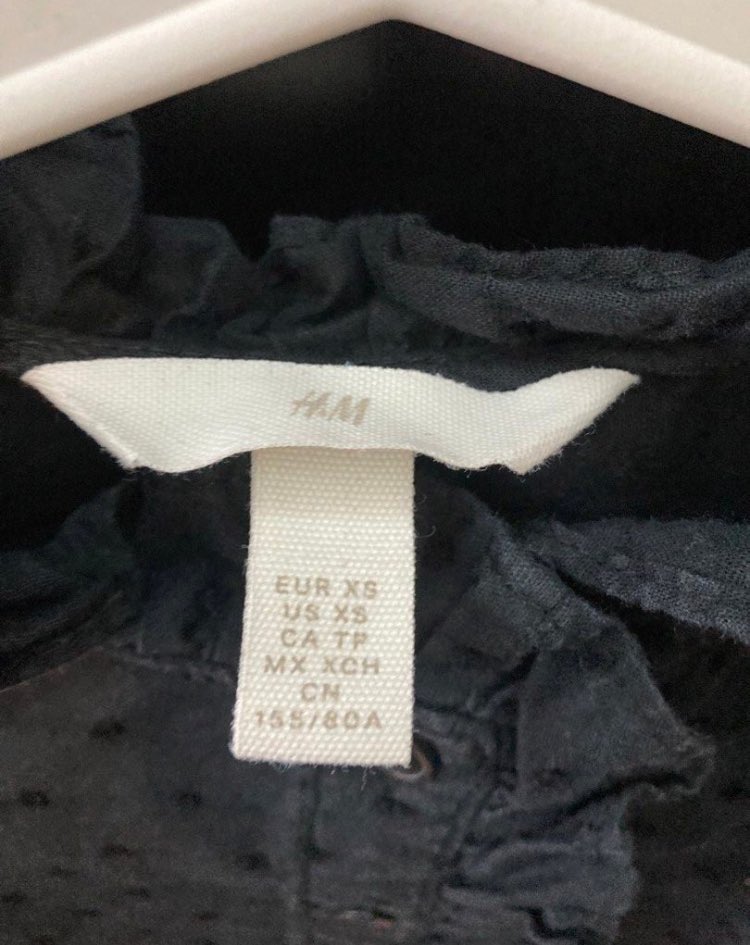 H&M
EUR XS
US XS
CA TP
MX XCH
CN
155/80A